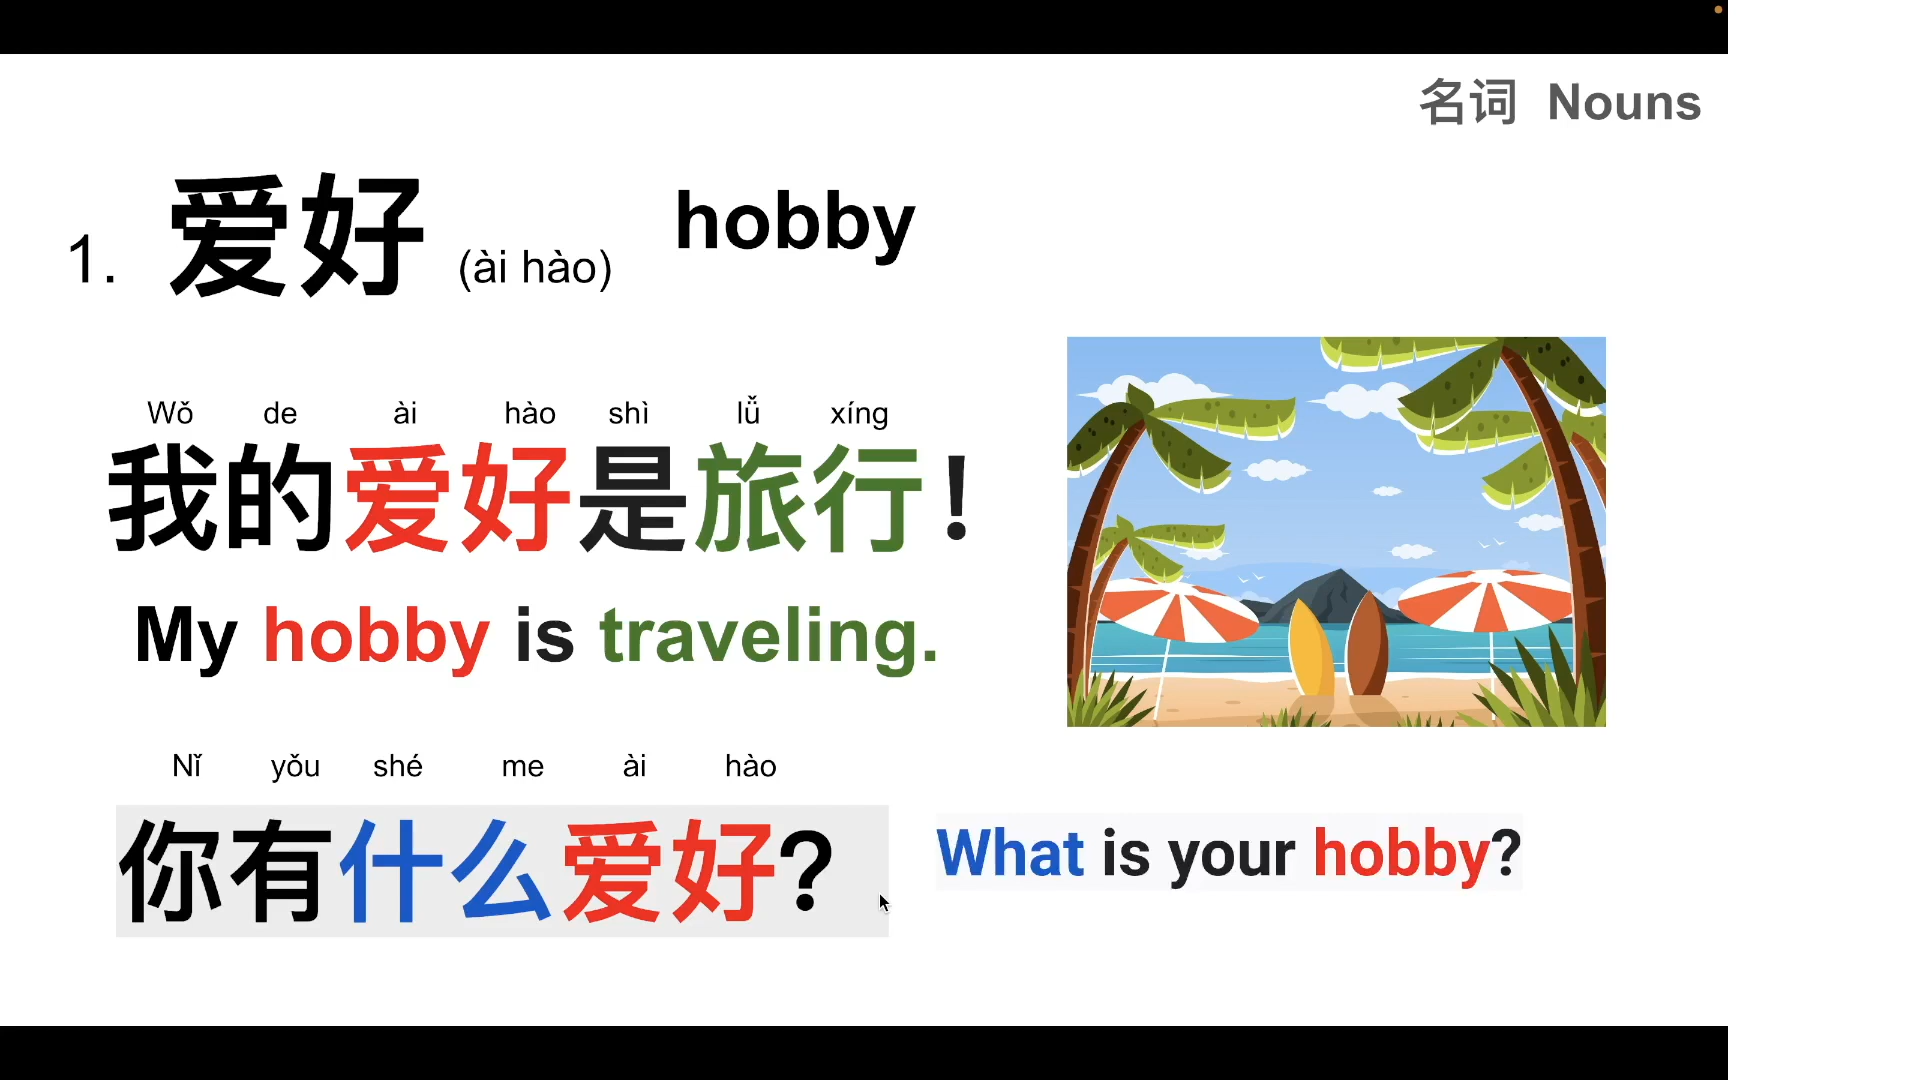 名词 Nouns
1. 爱好 (ài hào) hobby
Wǒ de ài hào shì lǚ xíng
我的爱好是旅行！
My hobby is traveling.
Nǐ yǒu shé me ài hào
你有什么爱好？ What is your hobby?